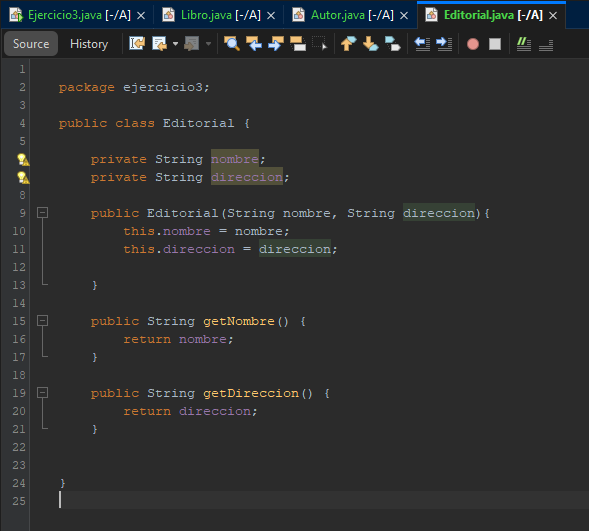 Ejercicio3.java [-/A] Libro.java [-/A] Autor.java [-/A] Editorial.java [-/A]
Source History
1
2 package ejercicio3;
3
4 public class Editorial {
5
private String nombre;
private String direccion;
8
9 public Editorial(String nombre, String direccion){
10 this.nombre = nombre;
11 this.direccion = direccion;
12
13 }
14
15 public String getNombre() {
16 return nombre;
17 }
18
19 public String getDireccion() {
20 return direccion;
21 }
22
23
24 }
25